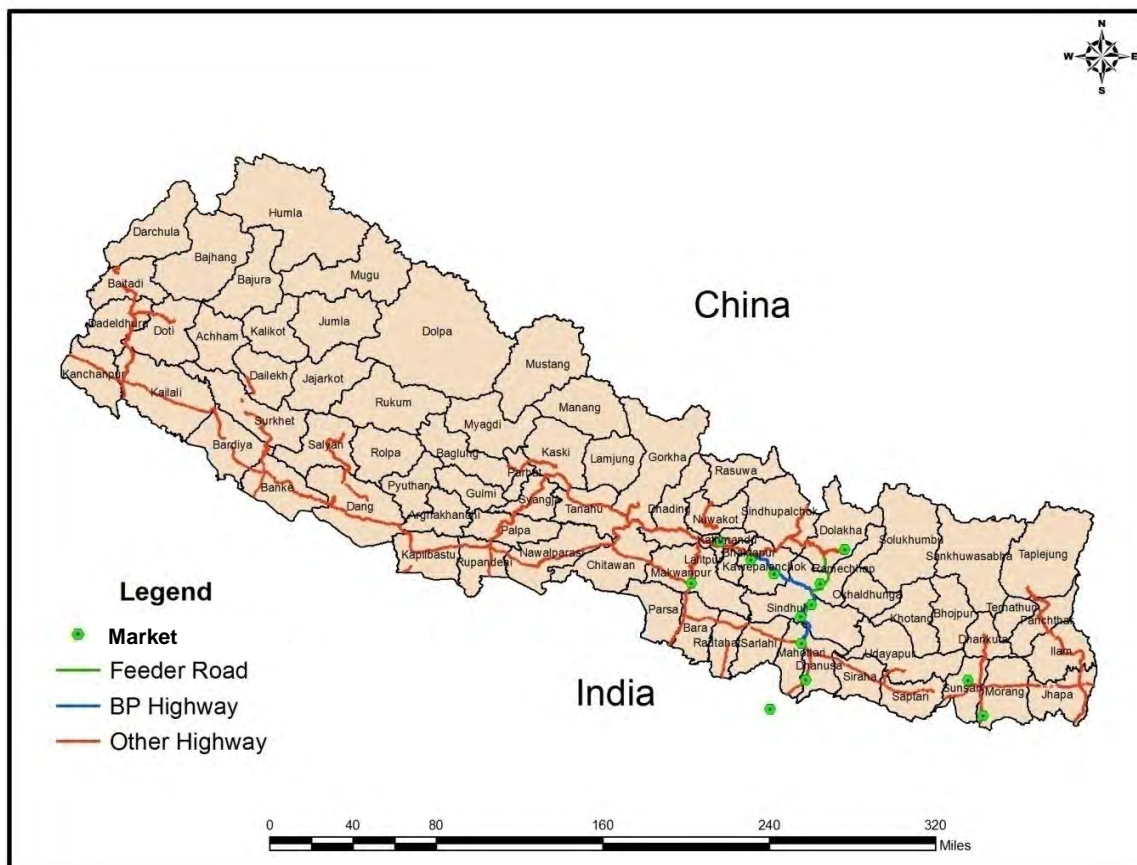 N
W E
S
Humla
Darchula
Bajhang
Mugu
Bajura
Baitadi
China
Dolpa
Jumla
Kalikot
Dadeldhura
Doti
Achham
Mustang
Kanchanpur
Dailekh
Jajarkot
Kailali
Rukum
Manang
Surkhet
Myagdi
Salyan
Bardiya
Rolpa
Baglung
Kaski
Lamjung
Gorkha
Rasuwa
Parbat
Banke
Pyuthan
Gulmi
Syangja
Dang
Tanahu
Dhading
Nuwakot
Sindhupalchok
Arghakhanchi
Dolakha
Palpa
Solukhumbu
Kathmandu
Bhaktapur
Sankhuwasabha
Taplejung
Kapilbastu
Rupandehi
Nawalparasi
Chitawan
Lalitpur
Kawrepalanchok
Makwanpur
Ramechhap
Okhaldhunga
Legend
Parsa
Sindhuli
Khotang
Bhojpur
Terhathum
Panchthar
Market
Bara
Rautahat
Sarlahi
Dhankuta
Ilam
Mahottari
Udayapur
Feeder Road
Dhanusa
Siraha
India
Saptari
Sunsari
Morang
Jhapa
BP Highway
Other Highway
0 40 80 160 240 320
Miles